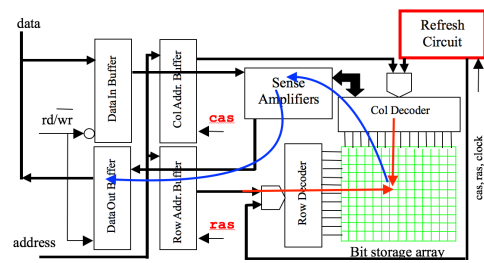 data
Refresh
Circuit
Data In Buffer
Col Addr. Buffer
Sense
Amplifiers
Col Decoder
rd/wr
cas
cas, ras, clock
Data Out Buffer
Row Addr. Buffer
Row Decoder
ras
address
Bit storage array